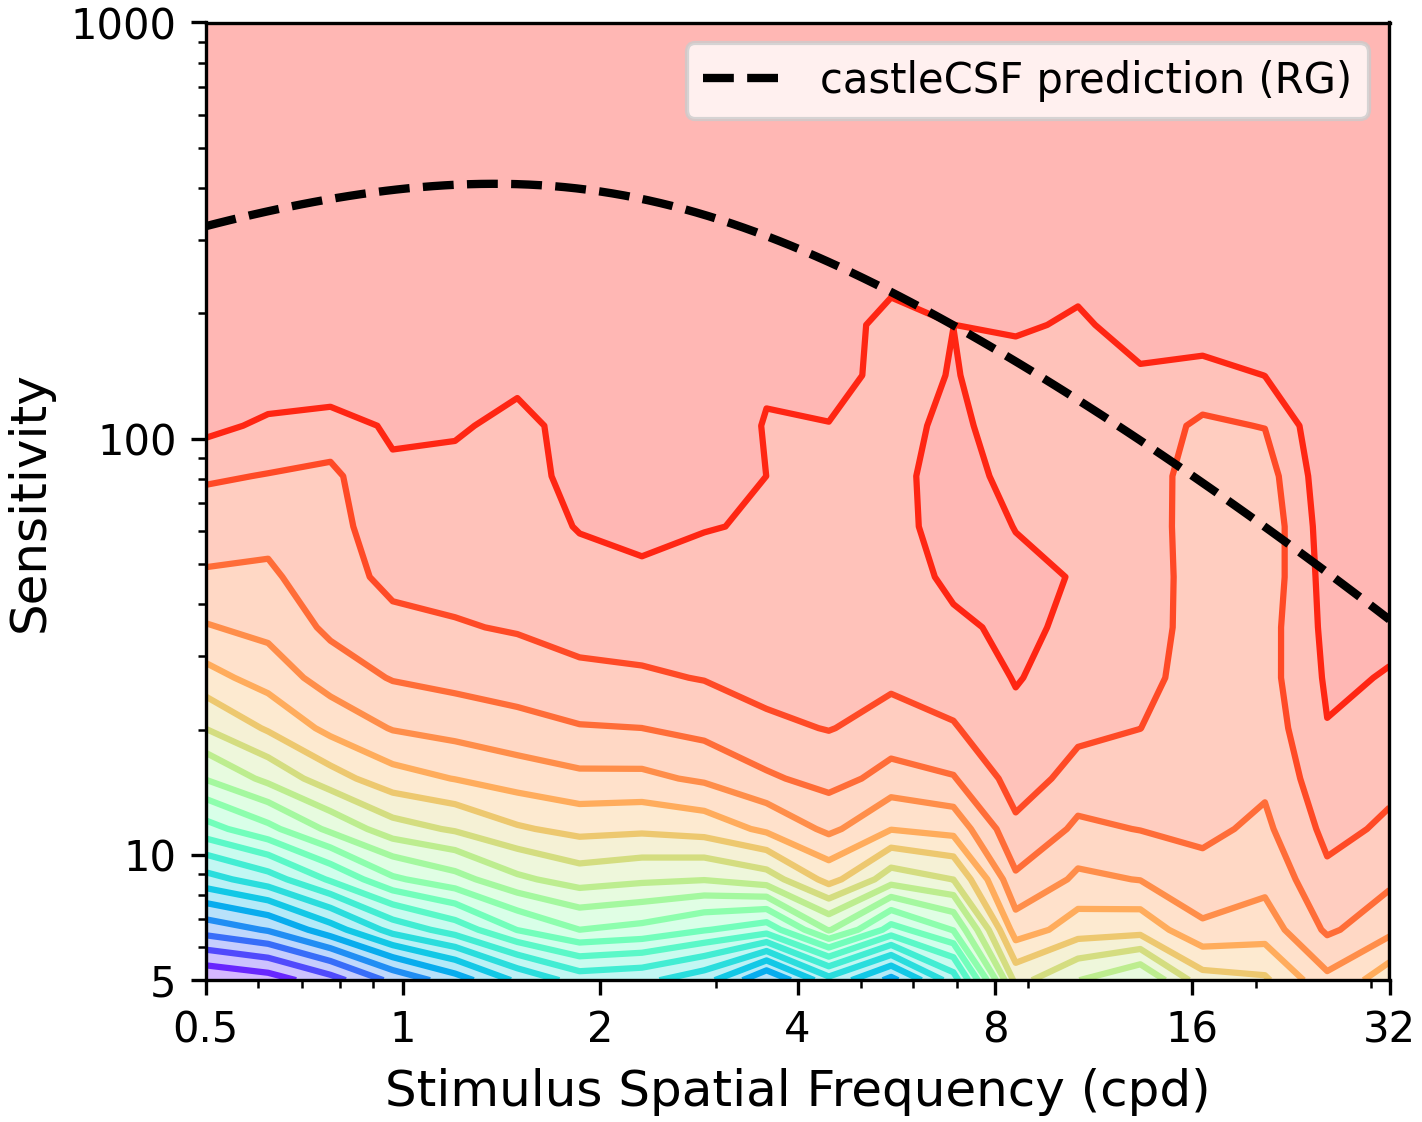 1000
castleCSF prediction (RG)
100
Sensitivity
10
5
0.5 1 2 4 8 16 32
Stimulus Spatial Frequency (cpd)